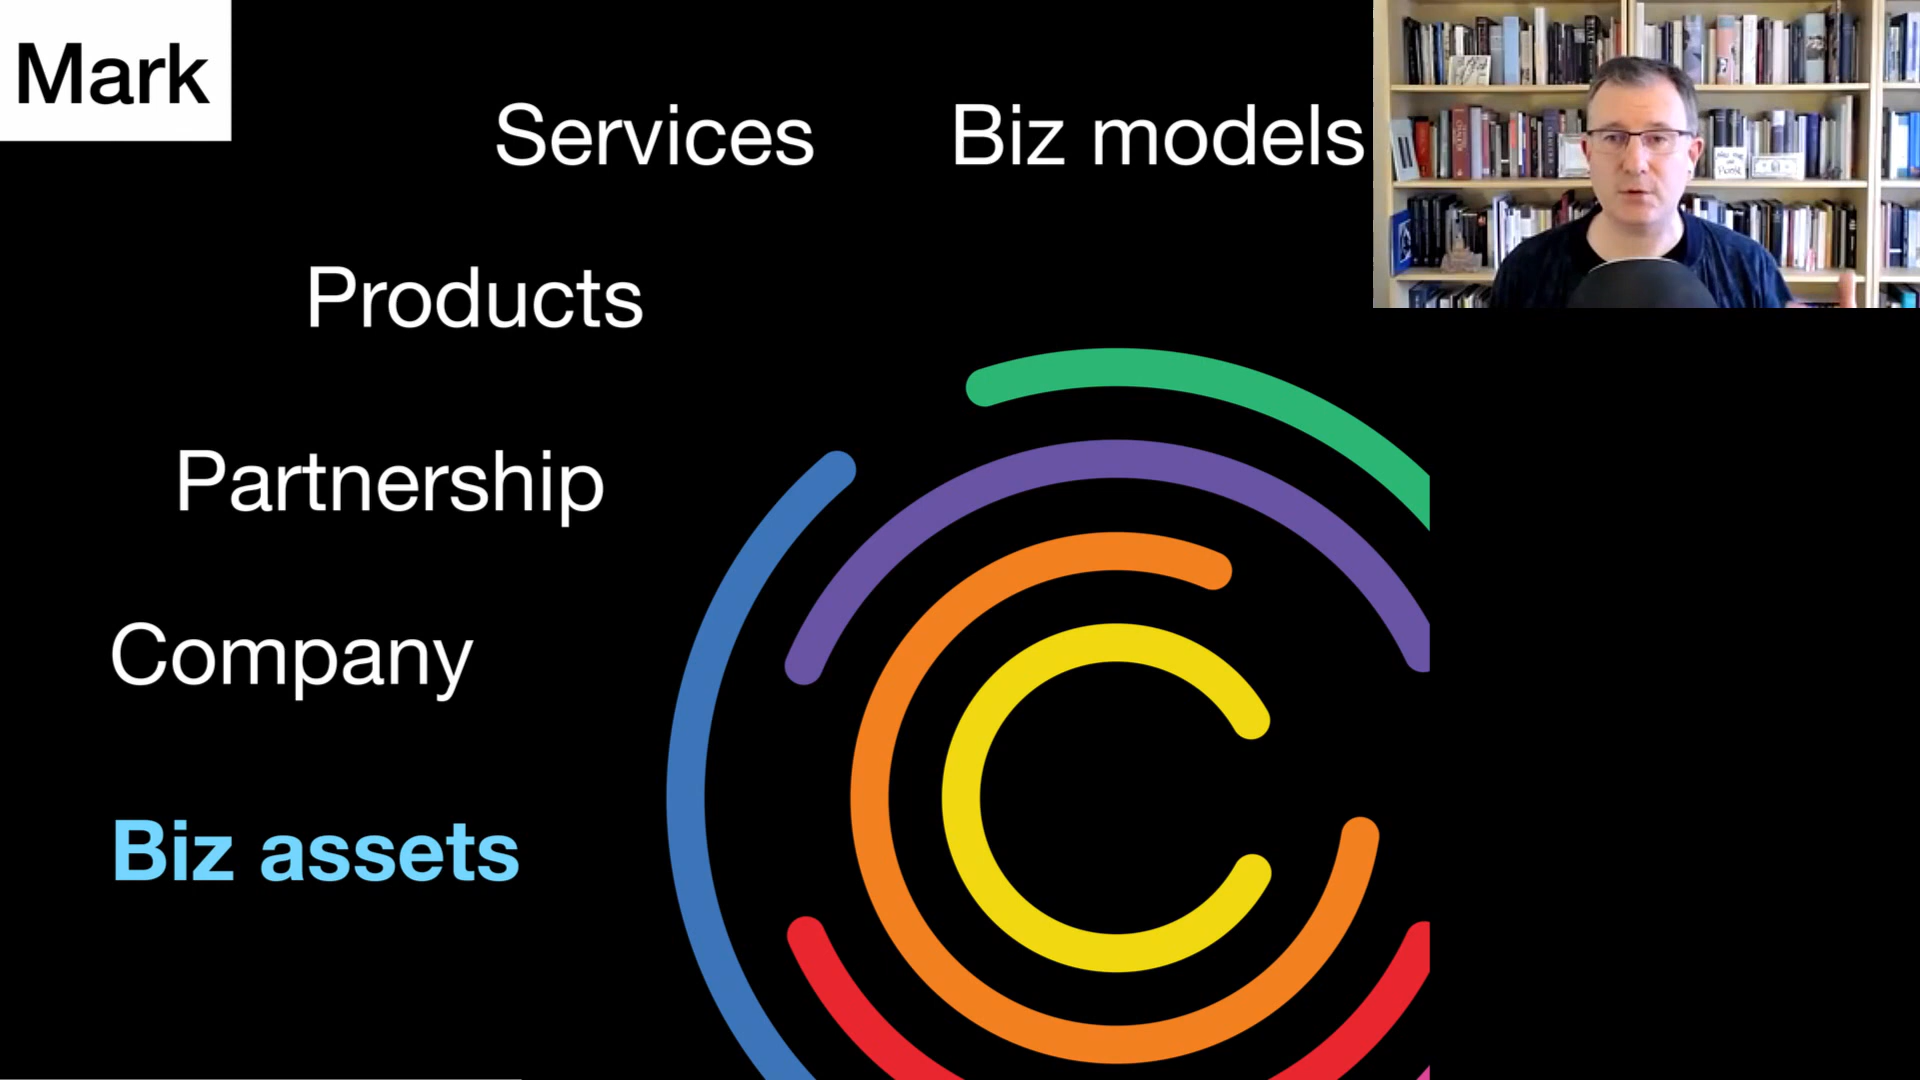 Mark
Services
Biz models
Products
Partnership
Company
Biz assets